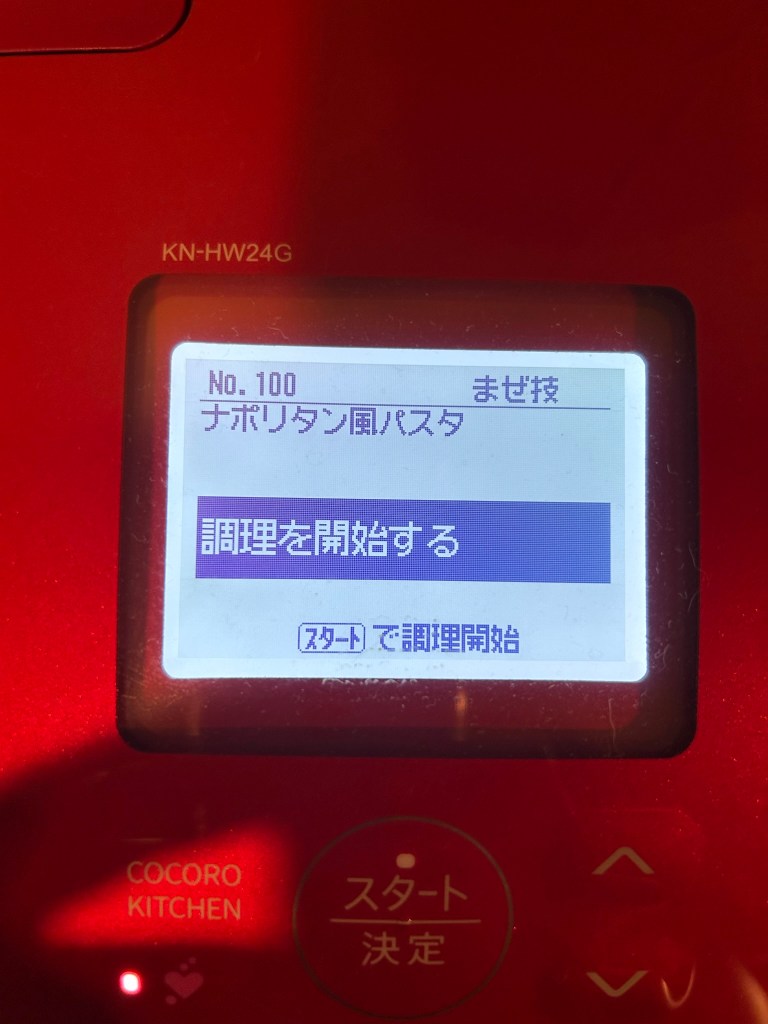 KN-HW24G
No. 100 まぜ技
ナポリタン風パスタ
調理を開始する
スタートで調理開始
COCORO
KITCHEN
スタート
決定